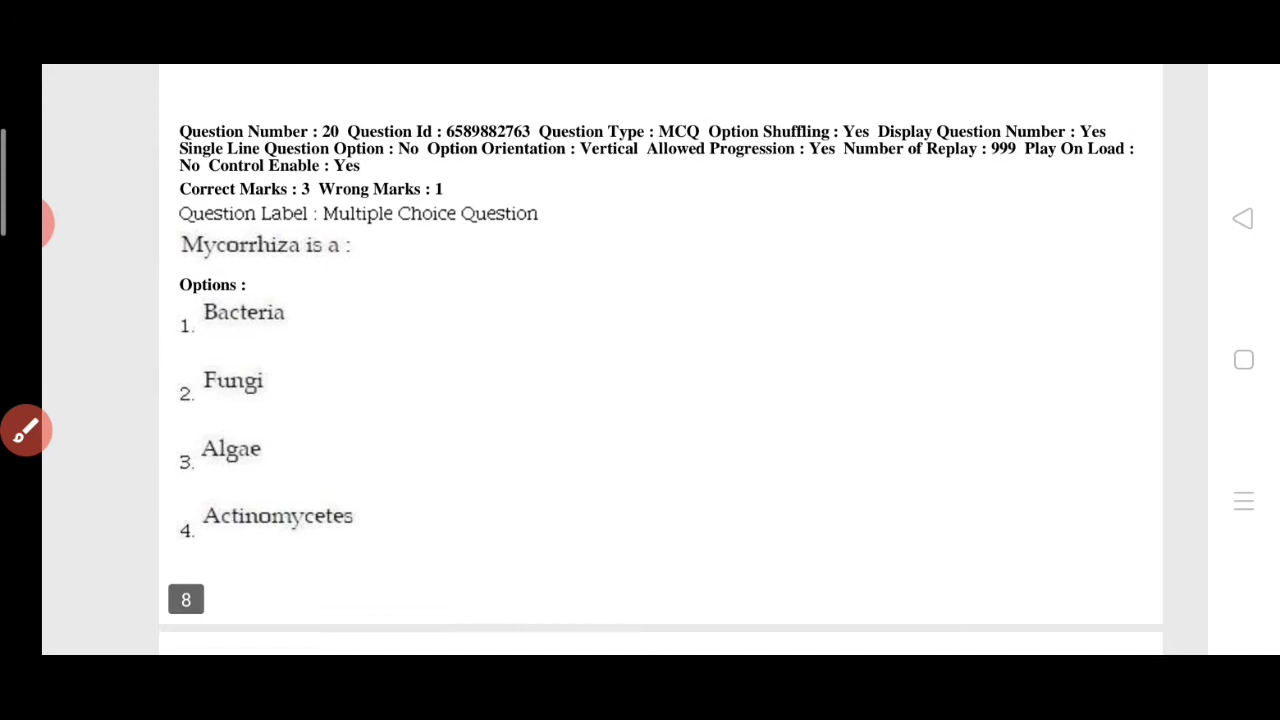 Question Number : 20 Question Id : 6589882763 Question Type : MCQ Option Shuffling : Yes Display Question Number : Yes
Single Line Question Option : No Option Orientation : Vertical Allowed Progression : Yes Number of Replay : 999 Play On Load :
No Control Enable : Yes
Correct Marks : 3 Wrong Marks : 1
Question Label : Multiple Choice Question
Mycorrhiza is a :
Options :
1. Bacteria
2. Fungi
3. Algae
4. Actinomycetes
8